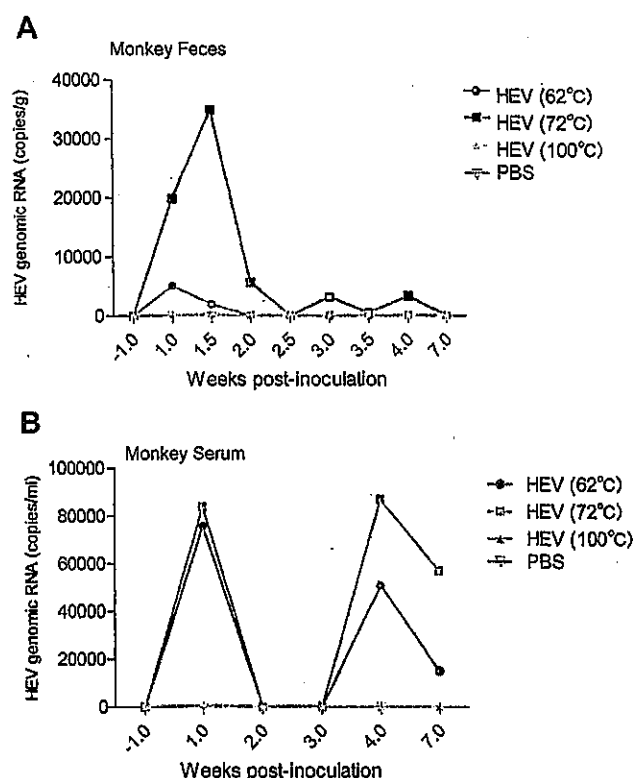 A
Monkey Feces
HEV genomic RNA (copies/g)
40000
30000
20000
10000
0
-1.0 1.0 1.5 2.0 2.5 3.0 3.5 4.0 7.0
Weeks post-inoculation
HEV (62°C)
HEV (72°C)
HEV (100°C)
PBS
B
Monkey Serum
HEV genomic RNA (copies/ml)
100000
80000
60000
40000
20000
0
-1.0 1.0 2.0 3.0 4.0 7.0
Weeks post-inoculation
HEV (62°C)
HEV (72°C)
HEV (100°C)
PBS